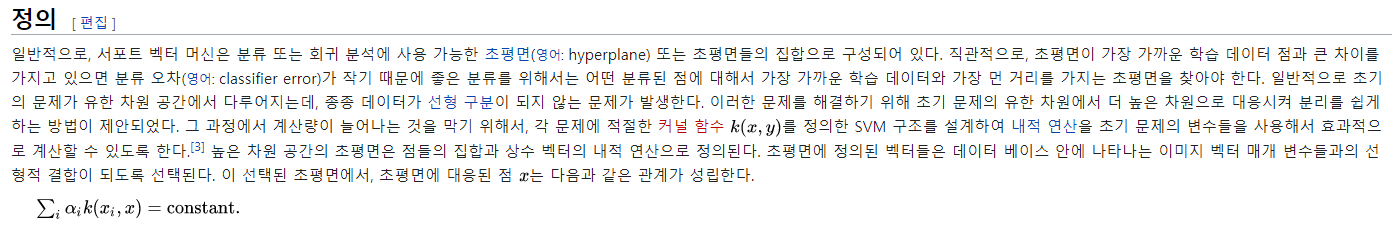 정의 [편집]
일반적으로, 서포트 벡터 머신은 분류 또는 회귀 분석에 사용 가능한 초평면(영어: hyperplane) 또는 초평면들의 집합으로 구성되어 있다. 직관적으로, 초평면이 가장 가까운 학습 데이터 점과 큰 차이를
가지고 있으면 분류 오차(영어: classifier error)가 작기 때문에 좋은 분류를 위해서는 어떤 분류된 점에 대해서 가장 가까운 학습 데이터와 가장 먼 거리를 가지는 초평면을 찾아야 한다. 일반적으로 초기
의 문제가 유한 차원 공간에서 다루어지는데, 종종 데이터가 선형 구분이 되지 않는 문제가 발생한다. 이러한 문제를 해결하기 위해 초기 문제의 유한 차원에서 더 높은 차원으로 대응시켜 분리를 쉽게
하는 방법이 제안되었다. 그 과정에서 계산량이 늘어나는 것을 막기 위해서, 각 문제에 적절한 커널 함수 k(x, y)를 정의한 SVM 구조를 설계하여 내적 연산을 초기 문제의 변수들을 사용해서 효과적으
로 계산할 수 있도록 한다.[3] 높은 차원 공간의 초평면은 점들의 집합과 상수 벡터의 내적 연산으로 정의된다. 초평면에 정의된 벡터들은 데이터 베이스 안에 나타나는 이미지 벡터 매개 변수들과의 선
형적 결합이 되도록 선택된다. 이 선택된 초평면에서, 초평면에 대응된 점 x는 다음과 같은 관계가 성립한다.
∑ᵢ αᵢk(xᵢ, x) = constant.